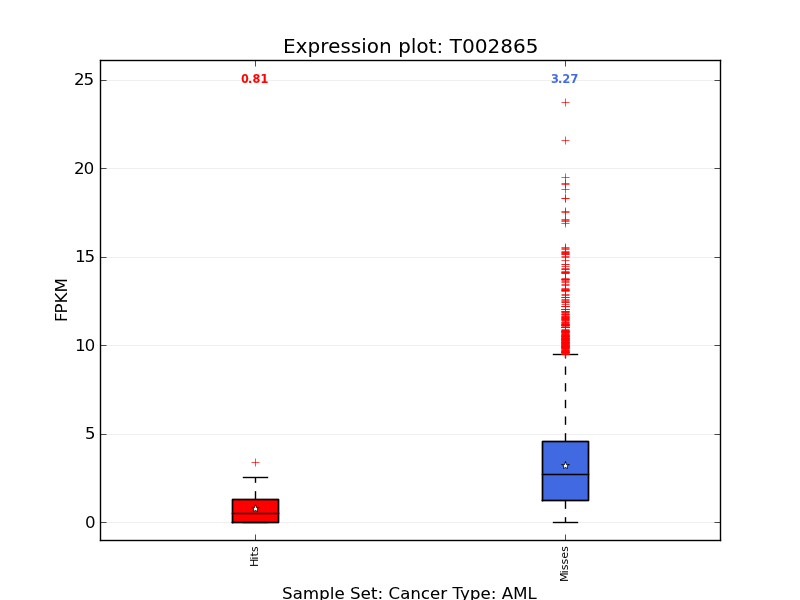 Expression plot: T002865
0.81
3.27
25
20
15
10
5
0
FPKM
Hits
Misses
Sample Set: Cancer Type: AML